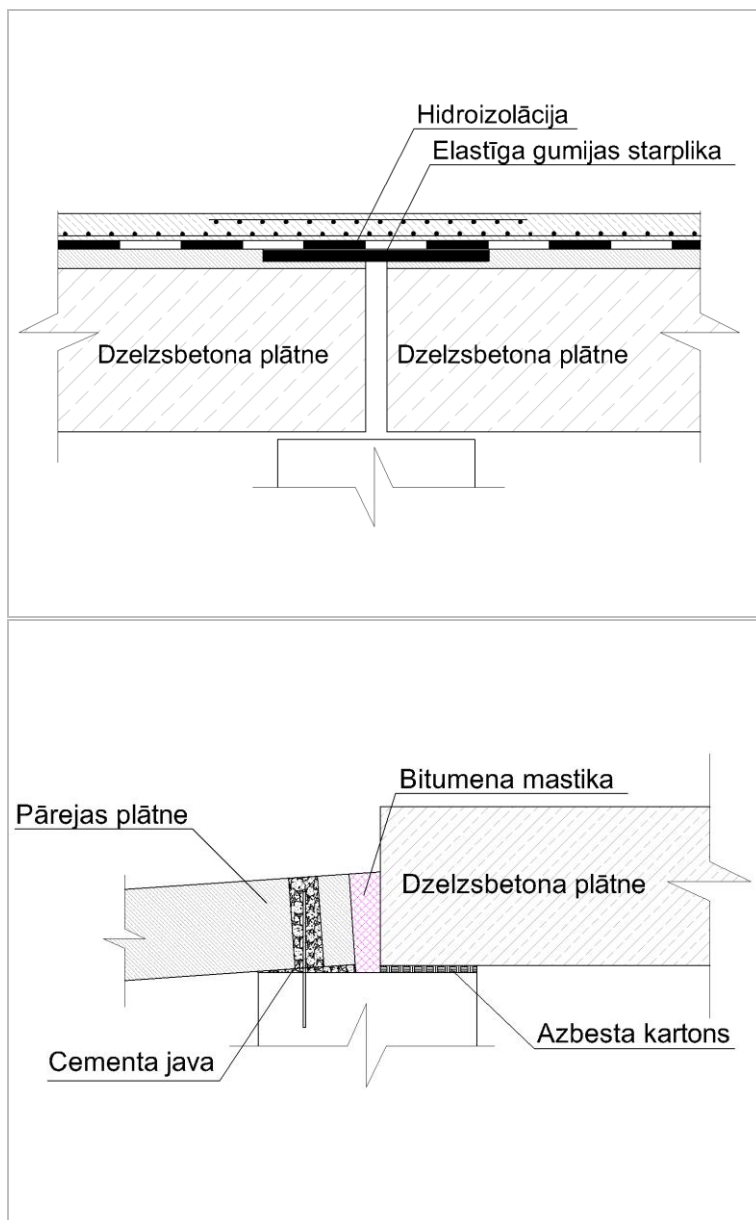 Hidroizolācija
Elastīga gumijas starplika
Dzelzsbetona plātne
Dzelzsbetona plātne
Bitumena mastika
Pārejas plātne
Dzelzsbetona plātne
Azbesta kartons
Cementa java